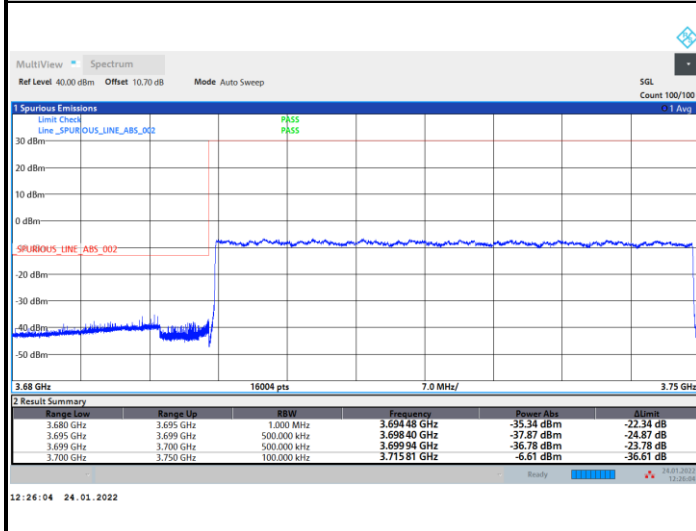 MultiView Spectrum
Ref Level 40.00 dBm Offset 10.70 dB Mode Auto Sweep SGL
Count 100/100
1 Spurious Emissions 1 Avg
Limit Check PASS
Line _SPURIOUS_LINE_ABS_002 PASS
30 dBm
20 dBm
10 dBm
0 dBm
_SPURIOUS_LINE_ABS_002
-20 dBm
-30 dBm
-40 dBm
-50 dBm
3.68 GHz 16004 pts 7.0 MHz/ 3.75 GHz
2 Result Summary
Range Low Range Up RBW Frequency Power Abs ΔLimit
3.680 GHz 3.695 GHz 1.000 MHz 3.694 48 GHz -35.34 dBm -22.34 dB
3.695 GHz 3.699 GHz 500.000 kHz 3.698 40 GHz -37.87 dBm -24.87 dB
3.699 GHz 3.700 GHz 500.000 kHz 3.699 94 GHz -36.78 dBm -23.78 dB
3.700 GHz 3.750 GHz 100.000 kHz 3.715 81 GHz -6.61 dBm -36.61 dB
Ready 24.01.2022
12:26:04
12:26:04 24.01.2022